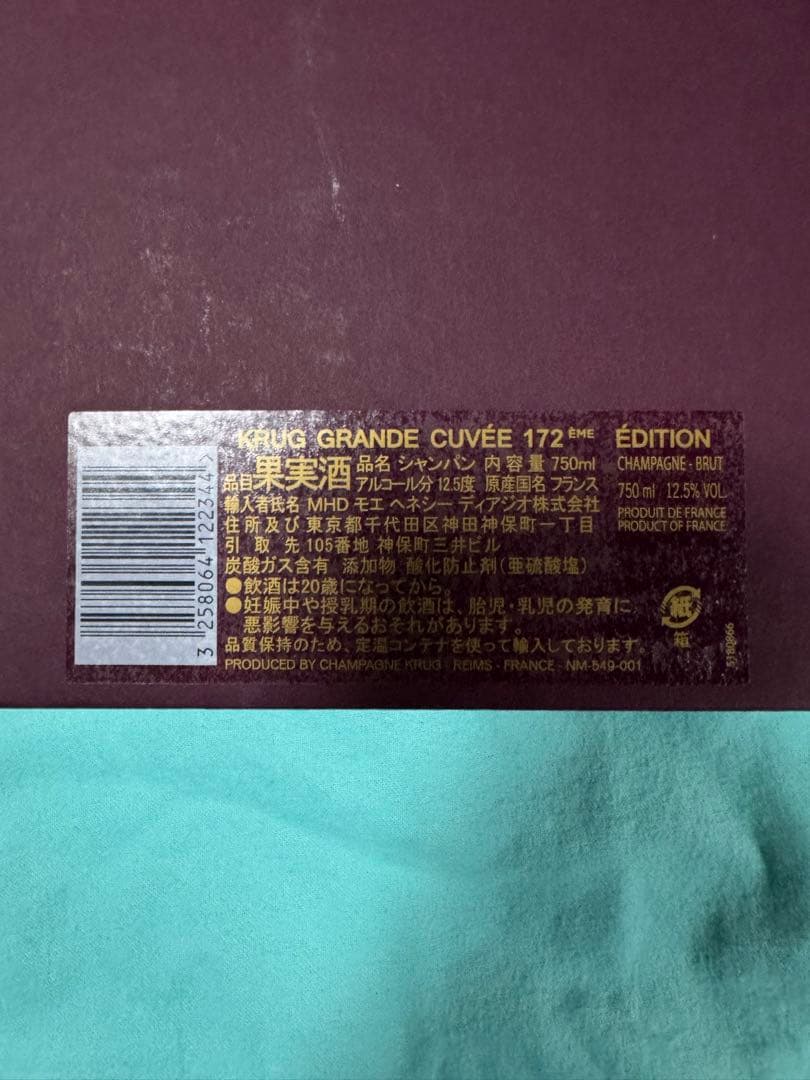 KRUG GRANDE CUVÉE 172 ÈME ÉDITION
品目 果実酒 品名 シャンパン 内容量 750ml
アルコール分 12.5度 原産国名 フランス
輸入者氏名 MHD モエ ヘネシー ディアジオ株式会社
住所及び 東京都千代田区神田神保町一丁目
引取先 105番地 神保町三井ビル
炭酸ガス含有 添加物 酸化防止剤(亜硫酸塩)
●飲酒は20歳になってから。
●妊娠中や授乳期の飲酒は、胎児・乳児の発育に
悪影響を与えるおそれがあります。
品質保持のため、定温コンテナを使って輸入しております。
PRODUCED BY CHAMPAGNE KRUG - REIMS - FRANCE - NM-549-001
CHAMPAGNE - BRUT
750 ml 12.5% VOL.
PRODUIT DE FRANCE
PRODUCT OF FRANCE
紙
箱
3 258064 122344 >